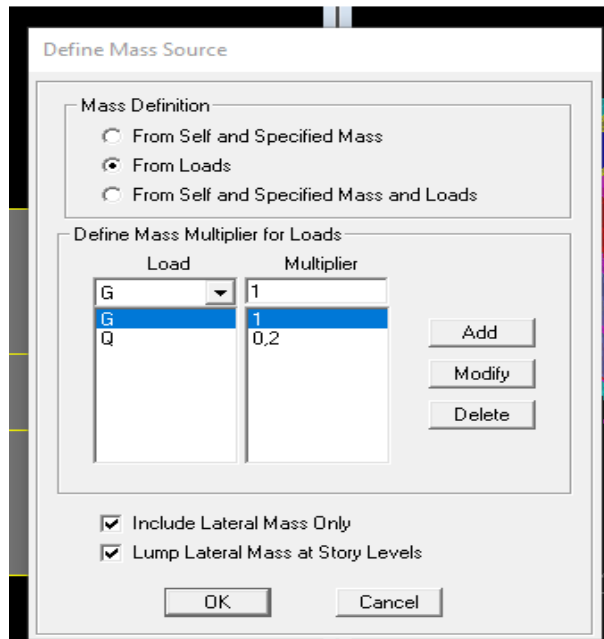 Define Mass Source
Mass Definition
From Self and Specified Mass
From Loads
From Self and Specified Mass and Loads
Define Mass Multiplier for Loads
Load Multiplier
G 1
G 1
Q 0,2
Add
Modify
Delete
Include Lateral Mass Only
Lump Lateral Mass at Story Levels
OK Cancel